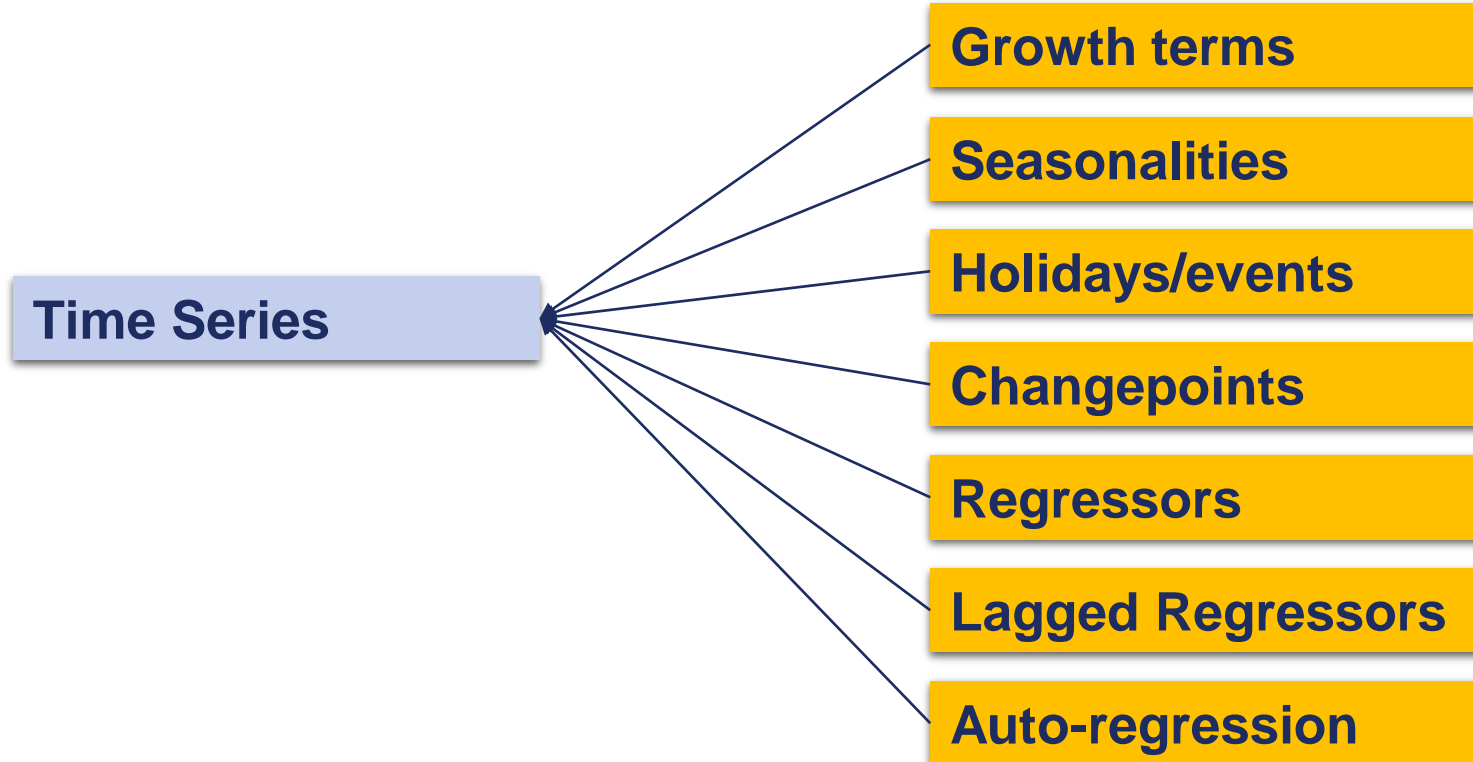 Growth terms
Seasonalities
Holidays/events
Time Series
Changepoints
Regressors
Lagged Regressors
Auto-regression